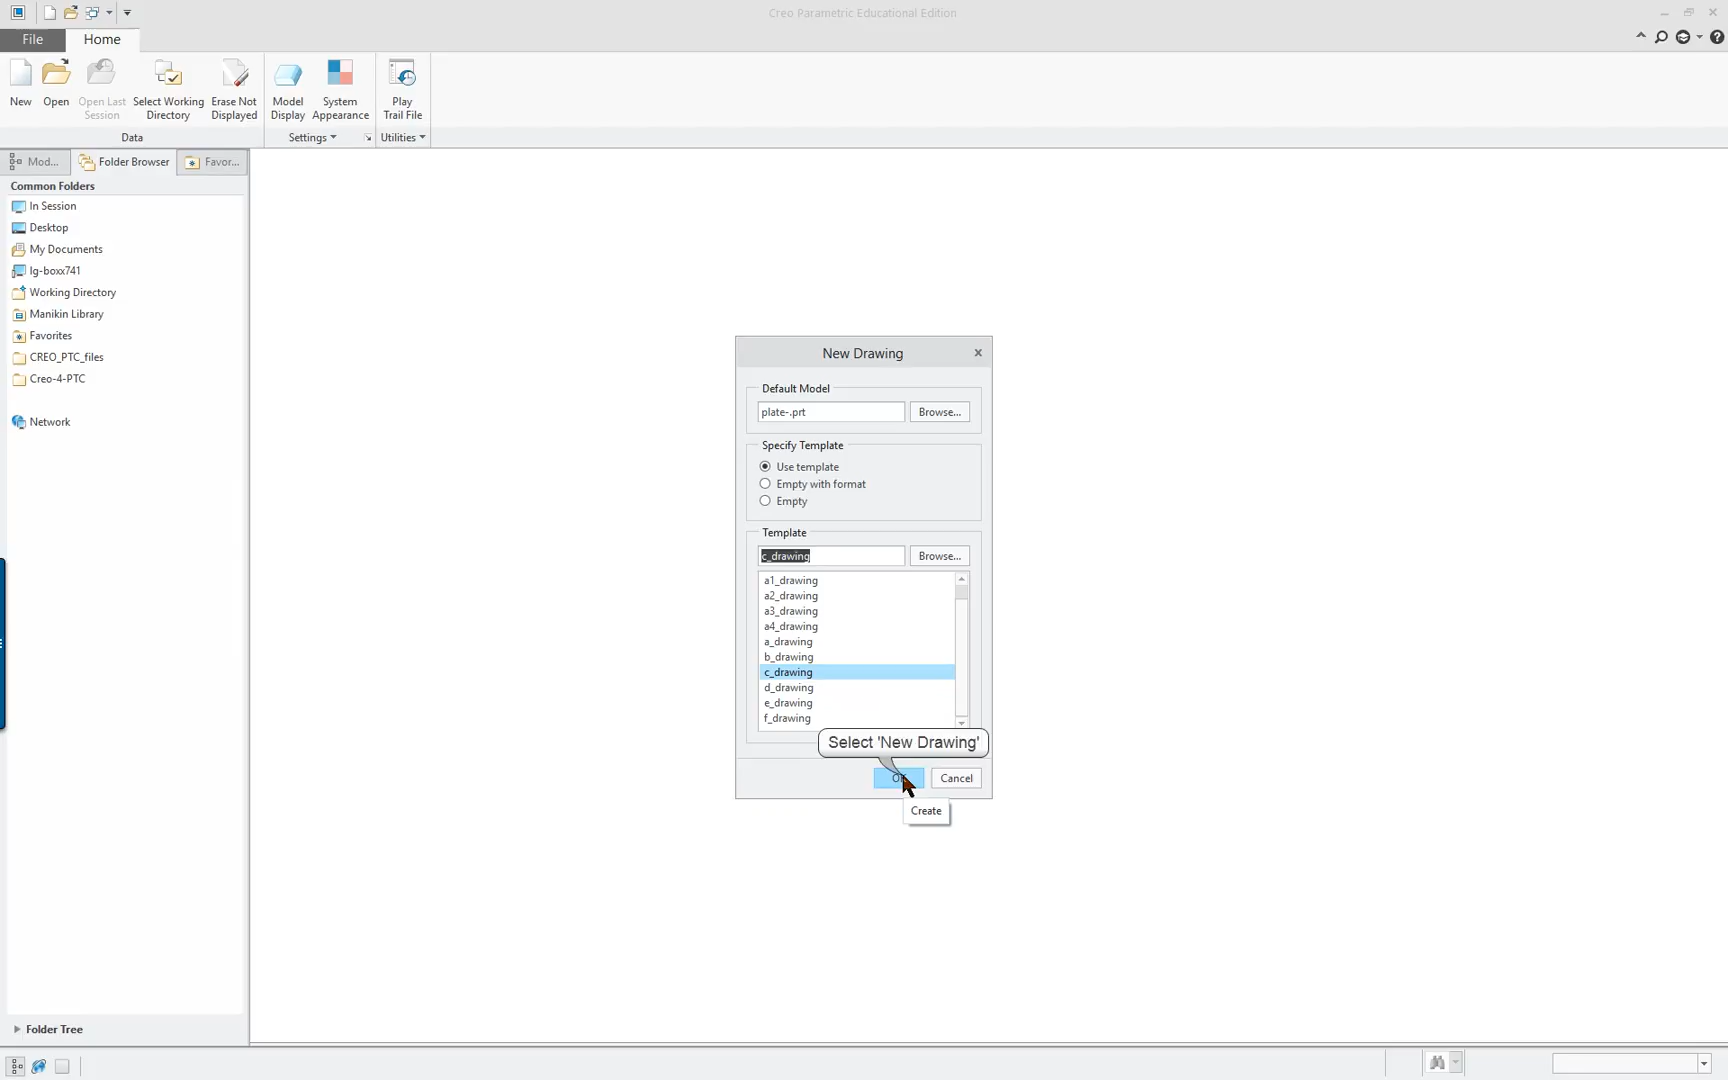 Creo Parametric Educational Edition
File
Home
New
Open
Open Last
Session
Select Working
Directory
Erase Not
Displayed
Model
Display
System
Appearance
Play
Trail File
Data
Settings
Utilities
Mod...
Folder Browser
Favor...
Common Folders
In Session
Desktop
My Documents
lg-boxx741
Working Directory
Manikin Library
Favorites
CREO_PTC_files
Creo-4-PTC
Network
New Drawing
Default Model
plate-.prt
Browse...
Specify Template
Use template
Empty with format
Empty
Template
c_drawing
Browse...
a1_drawing
a2_drawing
a3_drawing
a4_drawing
a_drawing
b_drawing
c_drawing
d_drawing
e_drawing
f_drawing
Select 'New Drawing'
Cancel
Create
Folder Tree